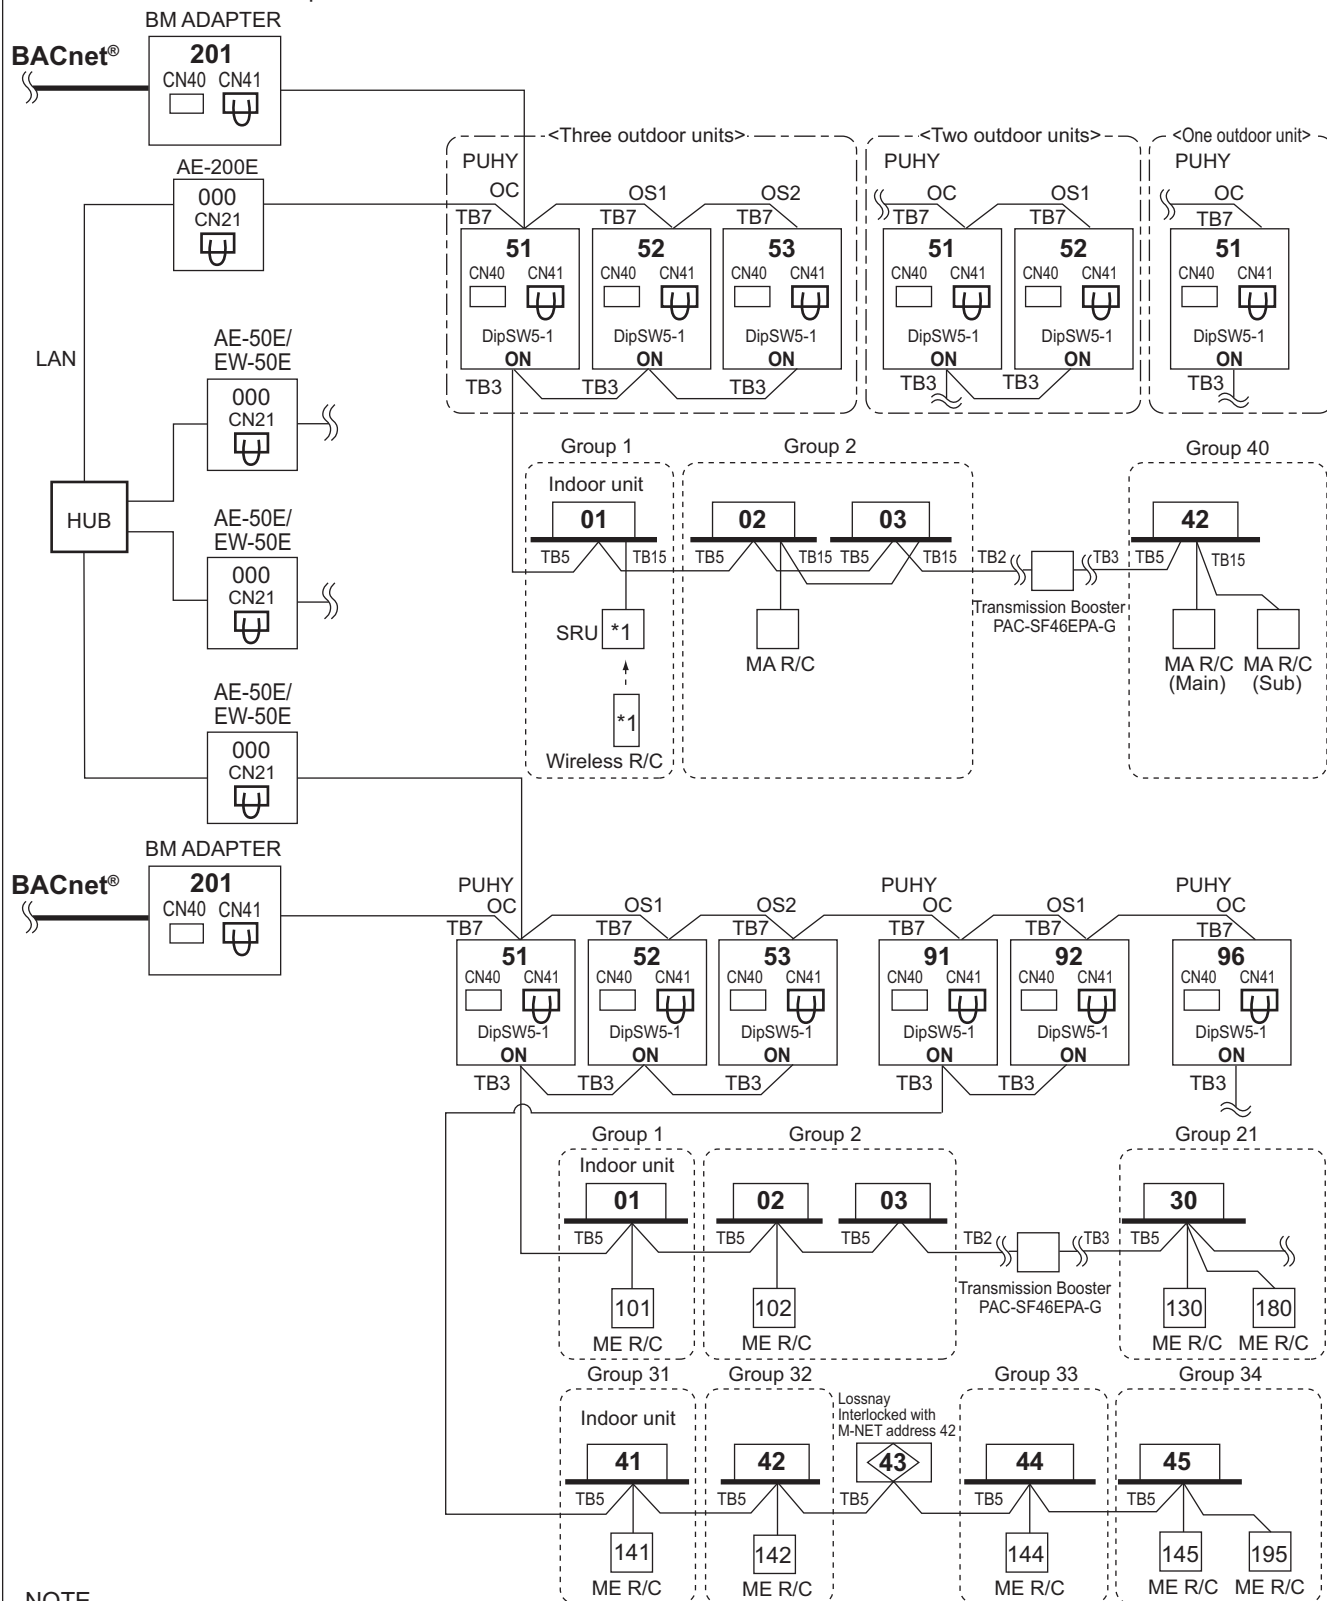 BM ADAPTER
BACnet®
201
CN40 CN41
AE-200E
000
CN21
LAN
AE-50E/
EW-50E
000
CN21
HUB
AE-50E/
EW-50E
000
CN21
AE-50E/
EW-50E
000
CN21
<Three outdoor units>
PUHY
OC OS1 OS2
TB7 TB7 TB7
51 52 53
CN40 CN41 CN40 CN41 CN40 CN41
DipSW5-1 DipSW5-1 DipSW5-1
ON ON ON
TB3 TB3 TB3
<Two outdoor units>
PUHY
OC OS1
TB7 TB7
51 52
CN40 CN41 CN40 CN41
DipSW5-1 DipSW5-1
ON ON
TB3 TB3
<One outdoor unit>
PUHY
OC
TB7
51
CN40 CN41
DipSW5-1
ON
TB3
Group 1
Indoor unit
01
TB5 TB15
SRU *1
*1
Wireless R/C
Group 2
02 03
TB5 TB15 TB5 TB15
MA R/C
TB2 TB3
Transmission Booster
PAC-SF46EPA-G
Group 40
42
TB5 TB15
MA R/C MA R/C
(Main) (Sub)
BM ADAPTER
BACnet®
201
CN40 CN41
PUHY PUHY PUHY
OC OS1 OS2 OC OS1 OC
TB7 TB7 TB7 TB7 TB7 TB7
51 52 53 91 92 96
CN40 CN41 CN40 CN41 CN40 CN41 CN40 CN41 CN40 CN41 CN40 CN41
DipSW5-1 DipSW5-1 DipSW5-1 DipSW5-1 DipSW5-1 DipSW5-1
ON ON ON ON ON ON
TB3 TB3 TB3 TB3 TB3 TB3
Group 1
Indoor unit
01
TB5
101
ME R/C
Group 2
02 03
TB5 TB5
102
ME R/C
TB2 TB3
Transmission Booster
PAC-SF46EPA-G
Group 21
30
TB5
130 180
ME R/C ME R/C
Group 31
Indoor unit
41
TB5
141
ME R/C
Group 32
42
TB5
142
ME R/C
Lossnay
Interlocked with
M-NET address 42
43
TB5
Group 33
44
TB5
144
ME R/C
Group 34
45
TB5
145 195
ME R/C ME R/C
NOTE